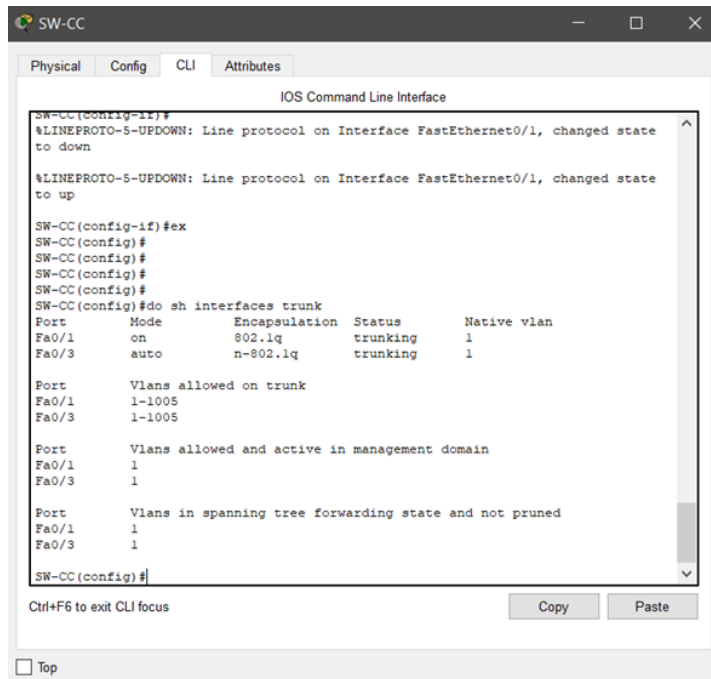 SW-CC
Physical Config CLI Attributes
IOS Command Line Interface
SW-CC(config-if)#
%LINEPROTO-5-UPDOWN: Line protocol on Interface FastEthernet0/1, changed state
to down
%LINEPROTO-5-UPDOWN: Line protocol on Interface FastEthernet0/1, changed state
to up
SW-CC(config-if)#ex
SW-CC(config)#
SW-CC(config)#
SW-CC(config)#
SW-CC(config)#
SW-CC(config)#do sh interfaces trunk
Port Mode Encapsulation Status Native vlan
Fa0/1 on 802.1q trunking 1
Fa0/3 auto n-802.1q trunking 1
Port Vlans allowed on trunk
Fa0/1 1-1005
Fa0/3 1-1005
Port Vlans allowed and active in management domain
Fa0/1 1
Fa0/3 1
Port Vlans in spanning tree forwarding state and not pruned
Fa0/1 1
Fa0/3 1
SW-CC(config)#
Ctrl+F6 to exit CLI focus
Copy Paste
Top